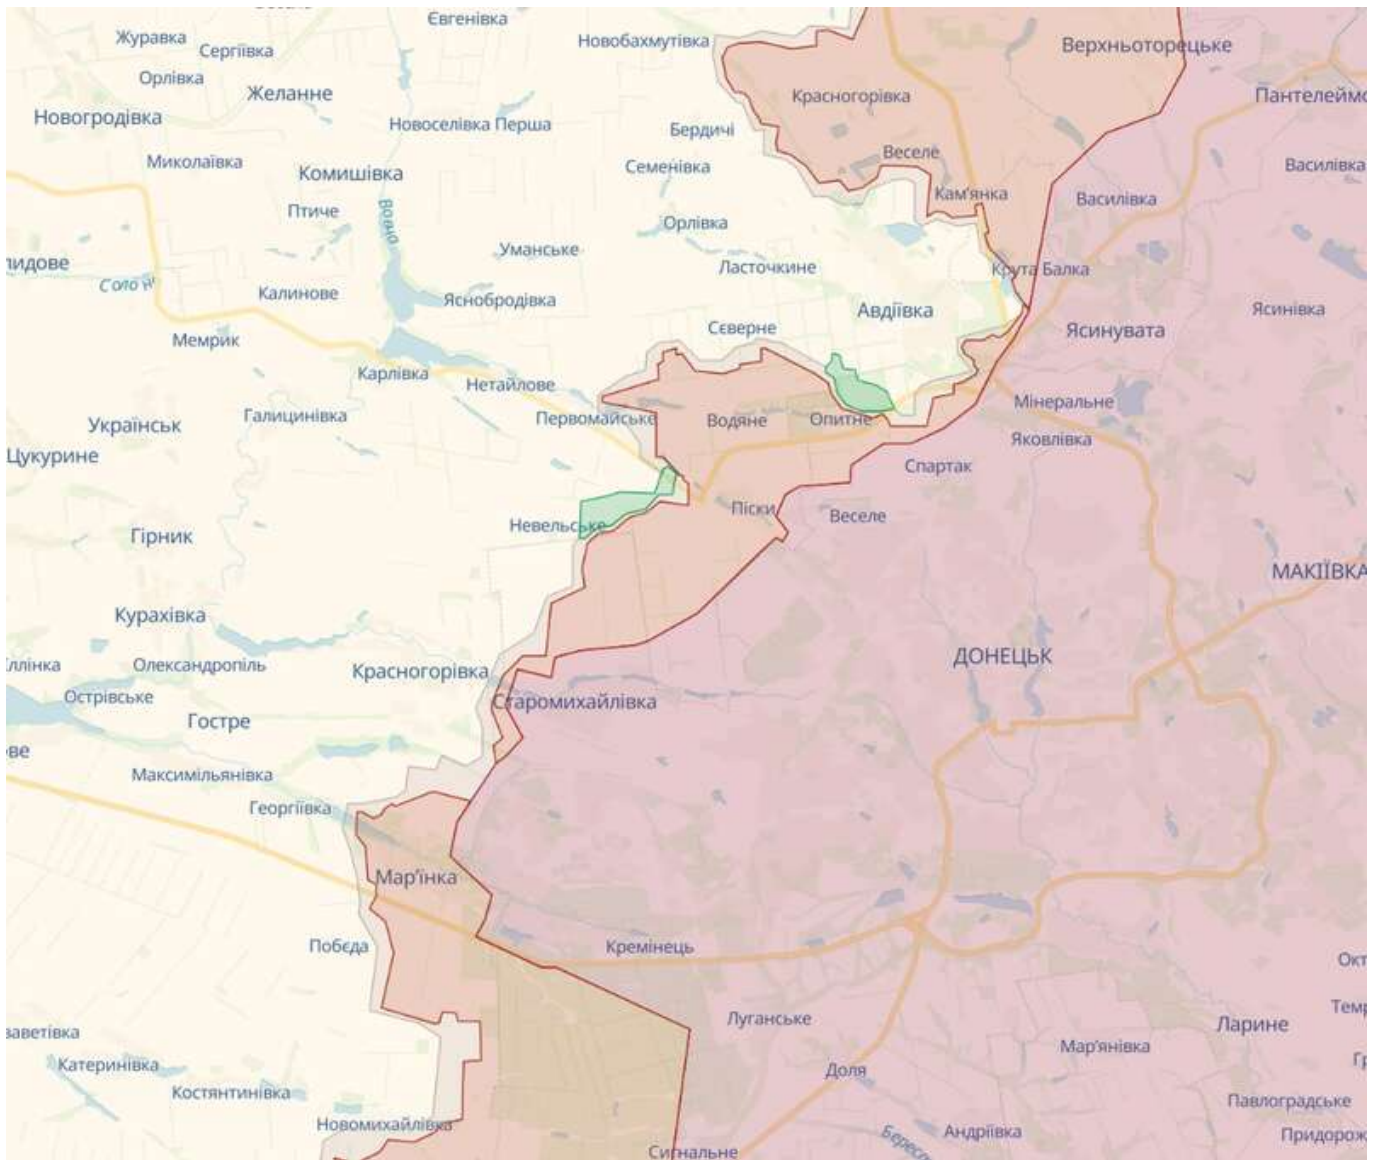 Євгенівка
Журавка
Сергіївка
Новобахмутівка
Верхньоторецьке
Орлівка
Желанне
Красногорівка
Новогродівка
Новоселівка Перша
Бердичі
Веселе
Миколаївка
Комишівка
Семенівка
Кам'янка
Василівка
Василівка
Птиче
Вовча
Орлівка
Уманське
Ласточкине
Крута Балка
Калинове
Яснобродівка
Авдіївка
Ясинівка
Мемрик
Сєверне
Ясинувата
Карлівка
Нетайлове
Галицинівка
Первомайське
Водяне
Опитне
Мінеральне
Українськ
Яковлівка
Цукурине
Спартак
Піски
Веселе
Невельське
Гірник
МАКІЇВКА
Курахівка
ДОНЕЦЬК
Олександропіль
Красногорівка
Острівське
Старомихайлівка
Гостре
Максимільянівка
Георгіївка
Мар'їнка
Побєда
Кремінець
Луганське
Ларине
Мар'янівка
Катеринівка
Доля
Костянтинівка
Павлоградське
Новомихайлівка
Андріївка
Сигнальне